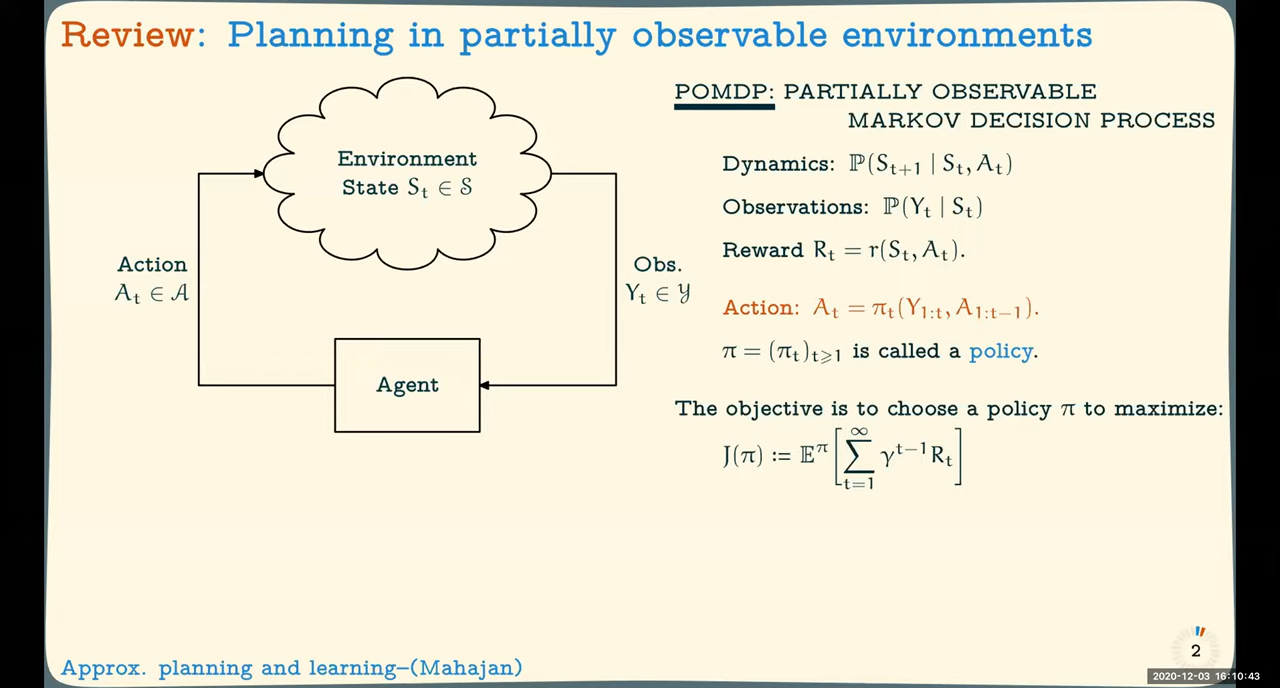 Review: Planning in partially observable environments
Environment
State Sₜ ∈ 𝒮
Action
Aₜ ∈ 𝒜
Obs.
Yₜ ∈ 𝒴
Agent
POMDP: PARTIALLY OBSERVABLE
MARKOV DECISION PROCESS
Dynamics: ℙ(Sₜ₊₁ | Sₜ, Aₜ)
Observations: ℙ(Yₜ | Sₜ)
Reward Rₜ = r(Sₜ, Aₜ).
Action: Aₜ = πₜ(Y₁:ₜ, A₁:ₜ₋₁).
π = (πₜ)ₜ⩾₁ is called a policy.
The objective is to choose a policy π to maximize:
J(π) := 𝔼^π[∑_{t=1}^{∞} γ^{t−1}Rₜ]
Approx. planning and learning–(Mahajan)
2
2020-12-03 16:10:43